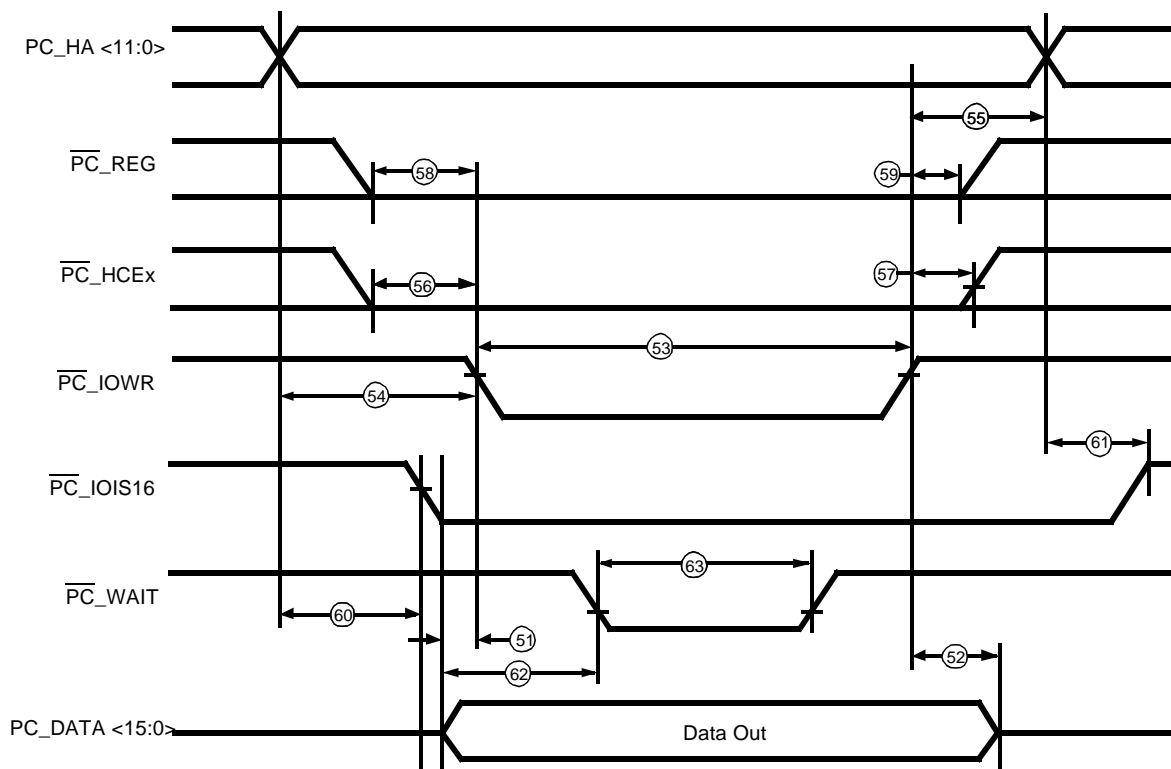 PC_HA <11:0>
55
PC_REG
58
59
PC_HCEx
56
57
53
PC_IOWR
54
61
PC_IOIS16
63
PC_WAIT
60
51
52
62
PC_DATA <15:0>
Data Out